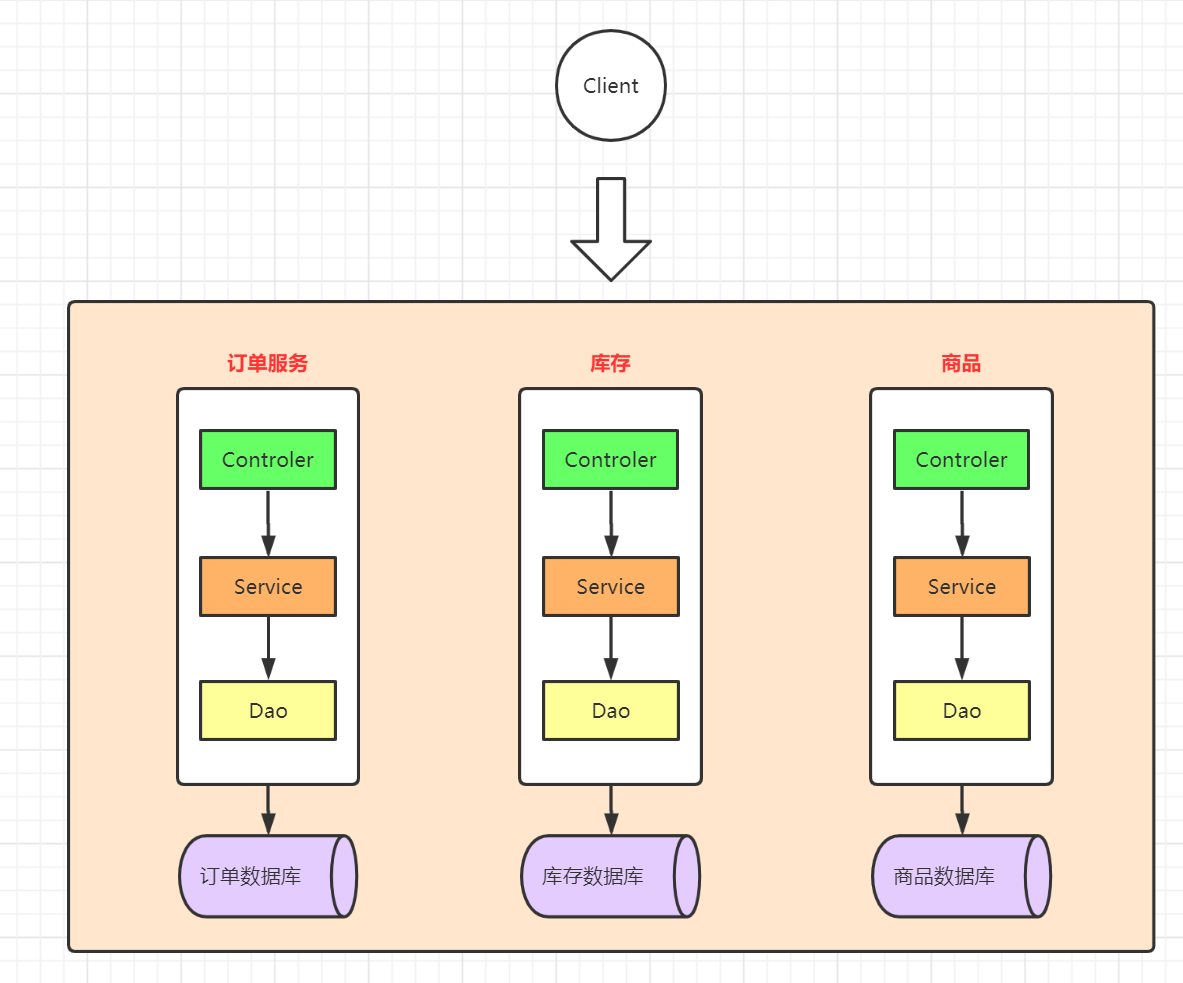 Client
订单服务
库存
商品
Controler
Controler
Controler
Service
Service
Service
Dao
Dao
Dao
订单数据库
库存数据库
商品数据库